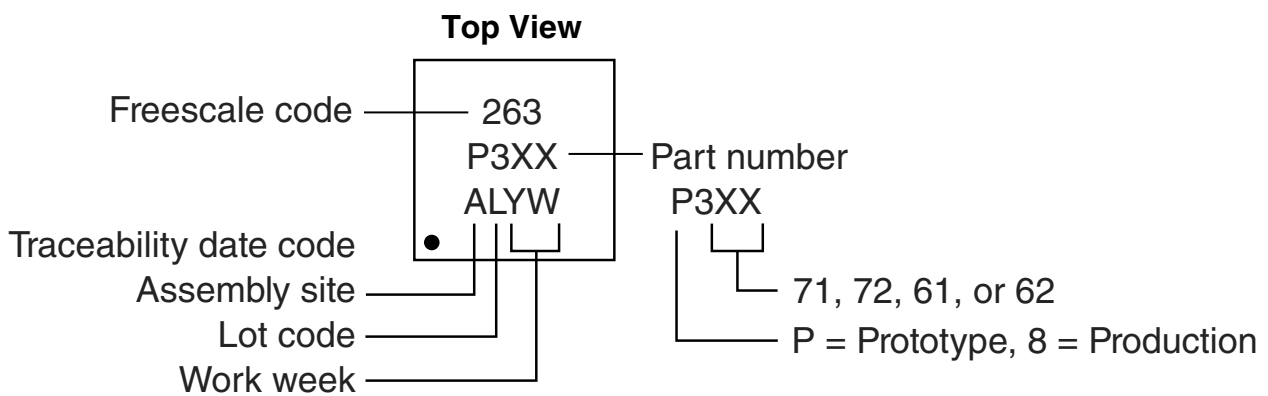 Top View
Freescale code
263
P3XX
Part number
ALYW
P3XX
Traceability date code
Assembly site
71, 72, 61, or 62
Lot code
P = Prototype, 8 = Production
Work week